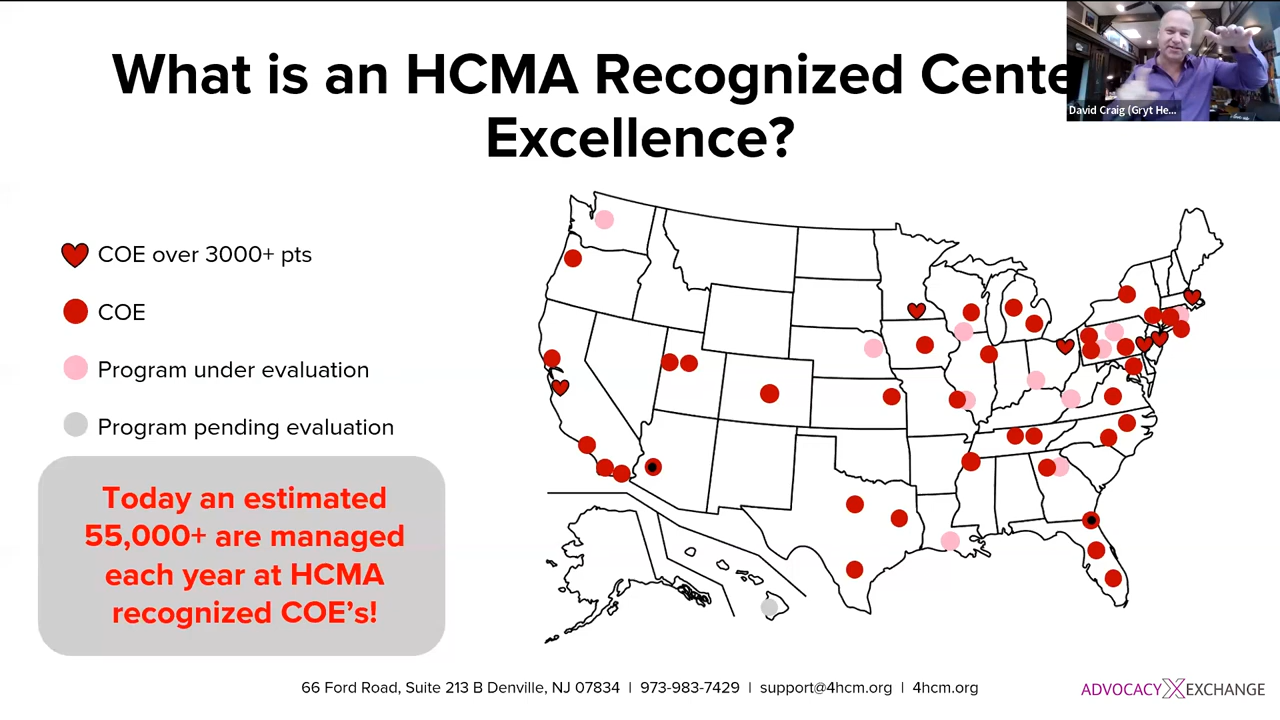 What is an HCMA Recognized Cente
Excellence?
David Craig (Gryt He...
COE over 3000+ pts
COE
Program under evaluation
Program pending evaluation
Today an estimated
55,000+ are managed
each year at HCMA
recognized COE's!
66 Ford Road, Suite 213 B Denville, NJ 07834 | 973-983-7429 | support@4hcm.org | 4hcm.org
ADVOCACY X EXCHANGE